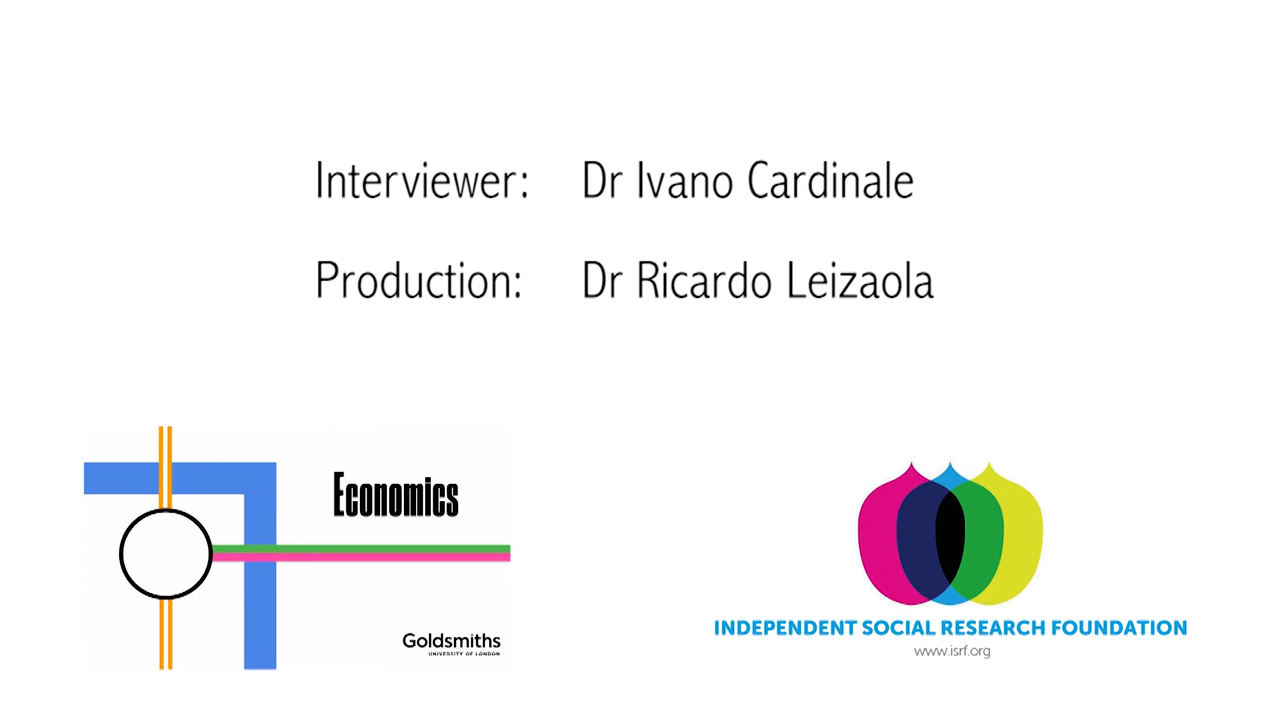 Interviewer: Dr Ivano Cardinale
Production: Dr Ricardo Leizaola
Economics
Goldsmiths
UNIVERSITY OF LONDON
INDEPENDENT SOCIAL RESEARCH FOUNDATION
www.isrf.org